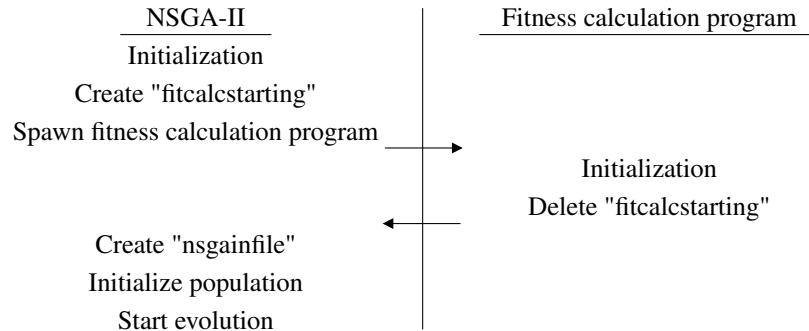 NSGA-II
Initialization
Create "fitcalcstarting"
Spawn fitness calculation program
Create "nsgainfile"
Initialize population
Start evolution
Fitness calculation program
Initialization
Delete "fitcalcstarting"